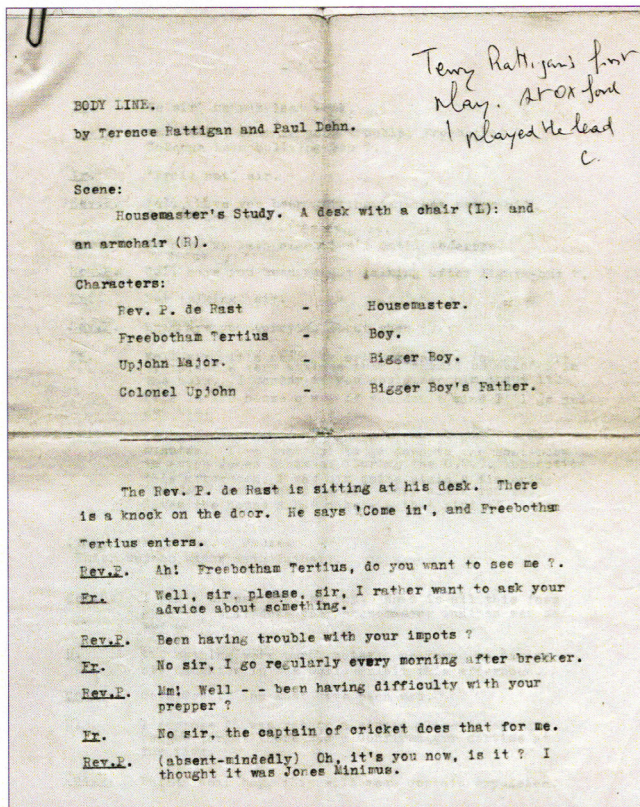 Terry Rattigan's first
play. At Oxford
I played the lead
C.
BODY LINE.
by Terence Rattigan and Paul Dehn.
Scene:
Housemaster's Study. A desk with a chair (L): and
an armchair (R).
Characters:
Rev. P. de Rast - Housemaster.
Freebotham Tertius - Boy.
Upjohn Major. - Bigger Boy.
Colonel Upjohn - Bigger Boy's Father.
The Rev. P. de Rast is sitting at his desk. There
is a knock on the door. He says 'Come in', and Freebotham
Tertius enters.
Rev.P. Ah! Freebotham Tertius, do you want to see me ?.
Fr. Well, sir, please, sir, I rather want to ask your
advice about something.
Rev.P. Been having trouble with your impots ?
Fr. No sir, I go regularly every morning after brekker.
Rev.P. Mm! Well - - been having difficulty with your
prepper ?
Fr. No sir, the captain of cricket does that for me.
Rev.P. (absent-mindedly) Oh, it's you now, is it ? I
thought it was Jones Minimus.